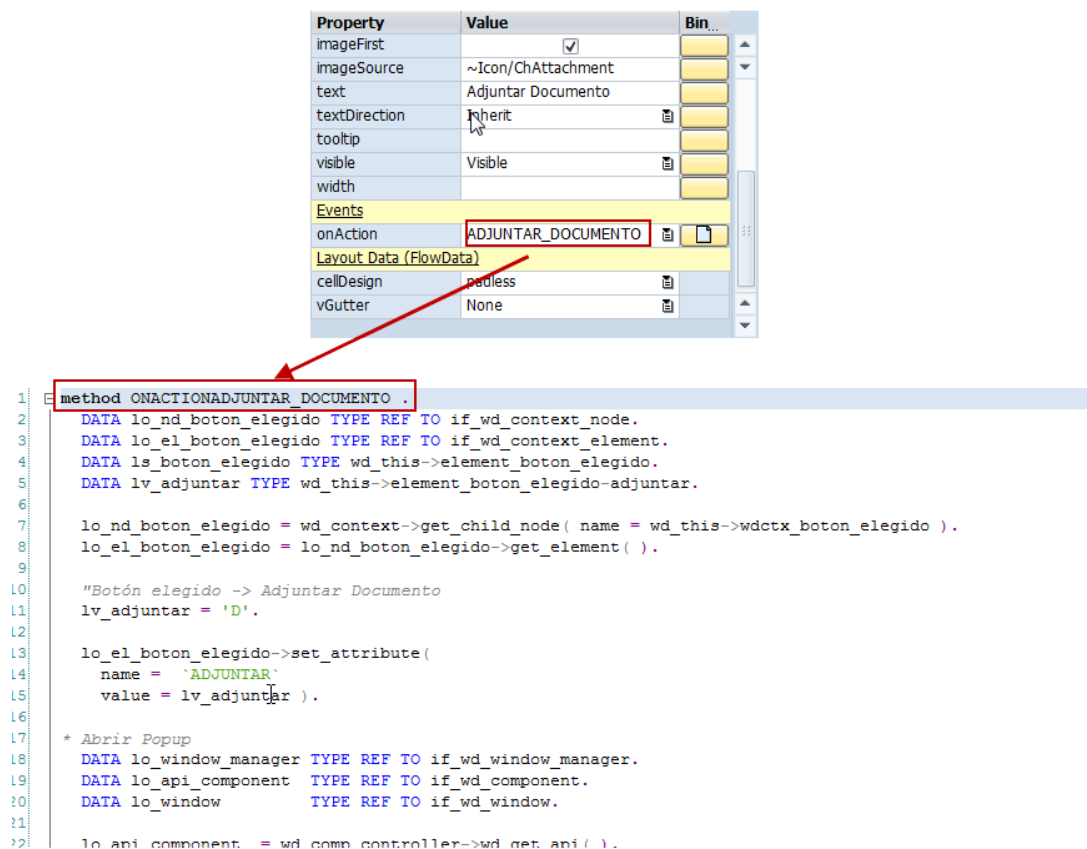 Property Value Bin...
imageFirst
imageSource ~Icon/ChAttachment
text Adjuntar Documento
textDirection Inherit
tooltip
visible Visible
width
Events
onAction ADJUNTAR_DOCUMENTO
Layout Data (FlowData)
cellDesign padless
vGutter None
1 method ONACTIONADJUNTAR_DOCUMENTO .
2 DATA lo_nd_boton_elegido TYPE REF TO if_wd_context_node.
3 DATA lo_el_boton_elegido TYPE REF TO if_wd_context_element.
4 DATA ls_boton_elegido TYPE wd_this->element_boton_elegido.
5 DATA lv_adjuntar TYPE wd_this->element_boton_elegido-adjuntar.
6
7 lo_nd_boton_elegido = wd_context->get_child_node( name = wd_this->wdctx_boton_elegido ).
8 lo_el_boton_elegido = lo_nd_boton_elegido->get_element( ).
9
10 "Botón elegido -> Adjuntar Documento
11 lv_adjuntar = 'D'.
12
13 lo_el_boton_elegido->set_attribute(
14 name = `ADJUNTAR`
15 value = lv_adjuntar ).
16
17 * Abrir Popup
18 DATA lo_window_manager TYPE REF TO if_wd_window_manager.
19 DATA lo_api_component TYPE REF TO if_wd_component.
20 DATA lo_window TYPE REF TO if_wd_window.
21
22 lo_api_component = wd_comp_controller->wd_get_api( ).